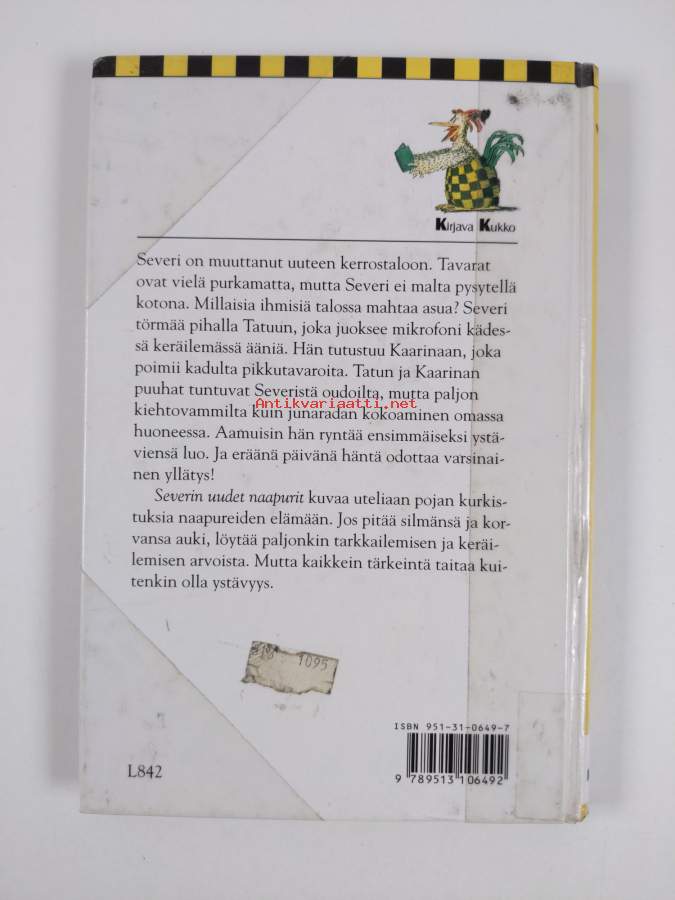 Kirjava Kukko
Severi on muuttanut uuteen kerrostaloon. Tavarat
ovat vielä purkamatta, mutta Severi ei malta pysytellä
kotona. Millaisia ihmisiä talossa mahtaa asua? Severi
törmää pihalla Tatuun, joka juoksee mikrofoni kädes-
sä keräilemässä ääniä. Hän tutustuu Kaarinaan, joka
poimii kadulta pikkutavaroita. Tatun ja Kaarinan
puuhat tuntuvat Severistä oudoilta, mutta paljon
Antikvariaatti.net
kiehtovammilta kuin junaradan kokoaminen omassa
huoneessa. Aamuisin hän ryntää ensimmäiseksi ystä-
viensä luo. Ja eräänä päivänä häntä odottaa varsinai-
nen yllätys!
Severin uudet naapurit kuvaa uteliaan pojan kurkis-
tuksia naapureiden elämään. Jos pitää silmänsä ja kor-
vansa auki, löytää paljonkin tarkkailemisen ja keräi-
lemisen arvoista. Mutta kaikkein tärkeintä taitaa kui-
tenkin olla ystävyys.
1095
ISBN 951-31-0649-7
9 789513 106492
L842